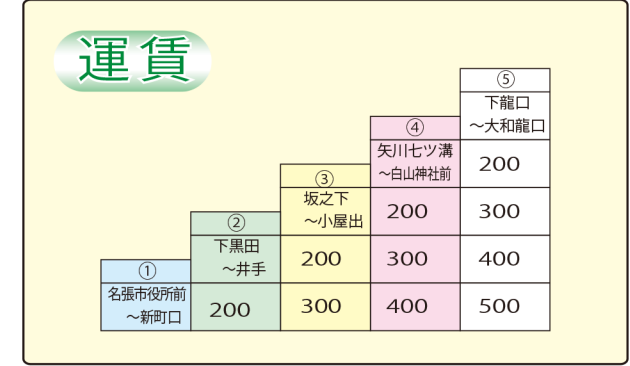 運賃
⑤
下龍口
～大和龍口
④
矢川七ツ溝
～白山神社前
200
③
坂之下
～小屋出
200
300
②
下黒田
～井手
200
300
400
①
名張市役所前
～新町口
200
300
400
500